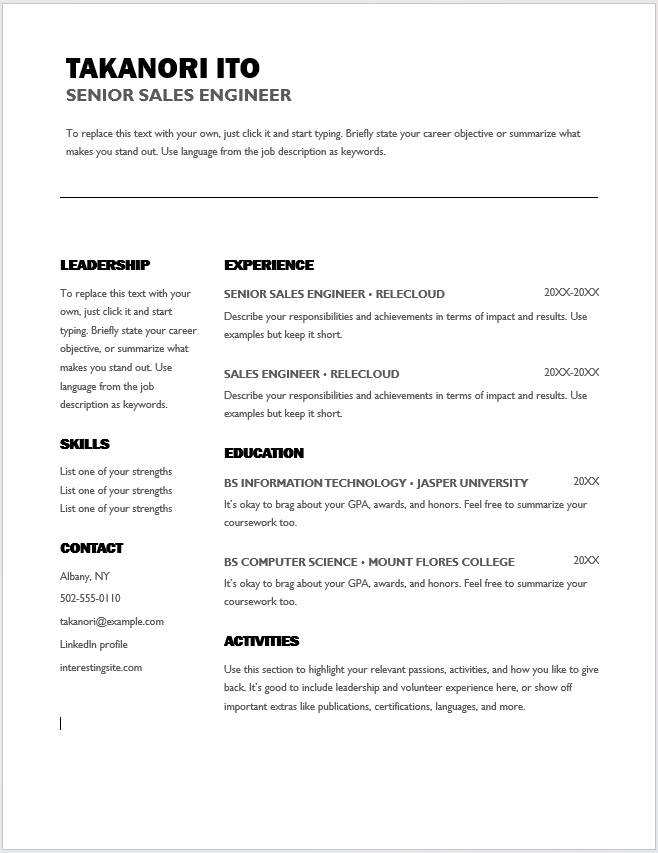 TAKANORI ITO
SENIOR SALES ENGINEER
To replace this text with your own, just click it and start typing. Briefly state your career objective or summarize what
makes you stand out. Use language from the job description as keywords.
LEADERSHIP
To replace this text with your
own, just click it and start
typing. Briefly state your career
objective, or summarize what
makes you stand out. Use
language from the job
description as keywords.
SKILLS
List one of your strengths
List one of your strengths
List one of your strengths
CONTACT
Albany, NY
502-555-0110
takanori@example.com
LinkedIn profile
interestingsite.com
EXPERIENCE
SENIOR SALES ENGINEER • RELECLOUD 20XX-20XX
Describe your responsibilities and achievements in terms of impact and results. Use
examples but keep it short.
SALES ENGINEER • RELECLOUD 20XX-20XX
Describe your responsibilities and achievements in terms of impact and results. Use
examples but keep it short.
EDUCATION
BS INFORMATION TECHNOLOGY • JASPER UNIVERSITY 20XX
It's okay to brag about your GPA, awards, and honors. Feel free to summarize your
coursework too.
BS COMPUTER SCIENCE • MOUNT FLORES COLLEGE 20XX
It's okay to brag about your GPA, awards, and honors. Feel free to summarize your
coursework too.
ACTIVITIES
Use this section to highlight your relevant passions, activities, and how you like to give
back. It's good to include leadership and volunteer experience here, or show off
important extras like publications, certifications, languages, and more.